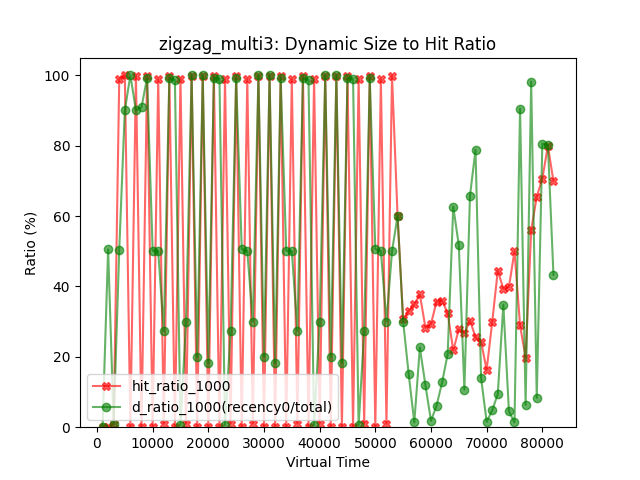 zigzag_multi3: Dynamic Size to Hit Ratio
100
80
60
40
20
0
Ratio (%)
hit_ratio_1000
d_ratio_1000(recency0/total)
0 10000 20000 30000 40000 50000 60000 70000 80000
Virtual Time